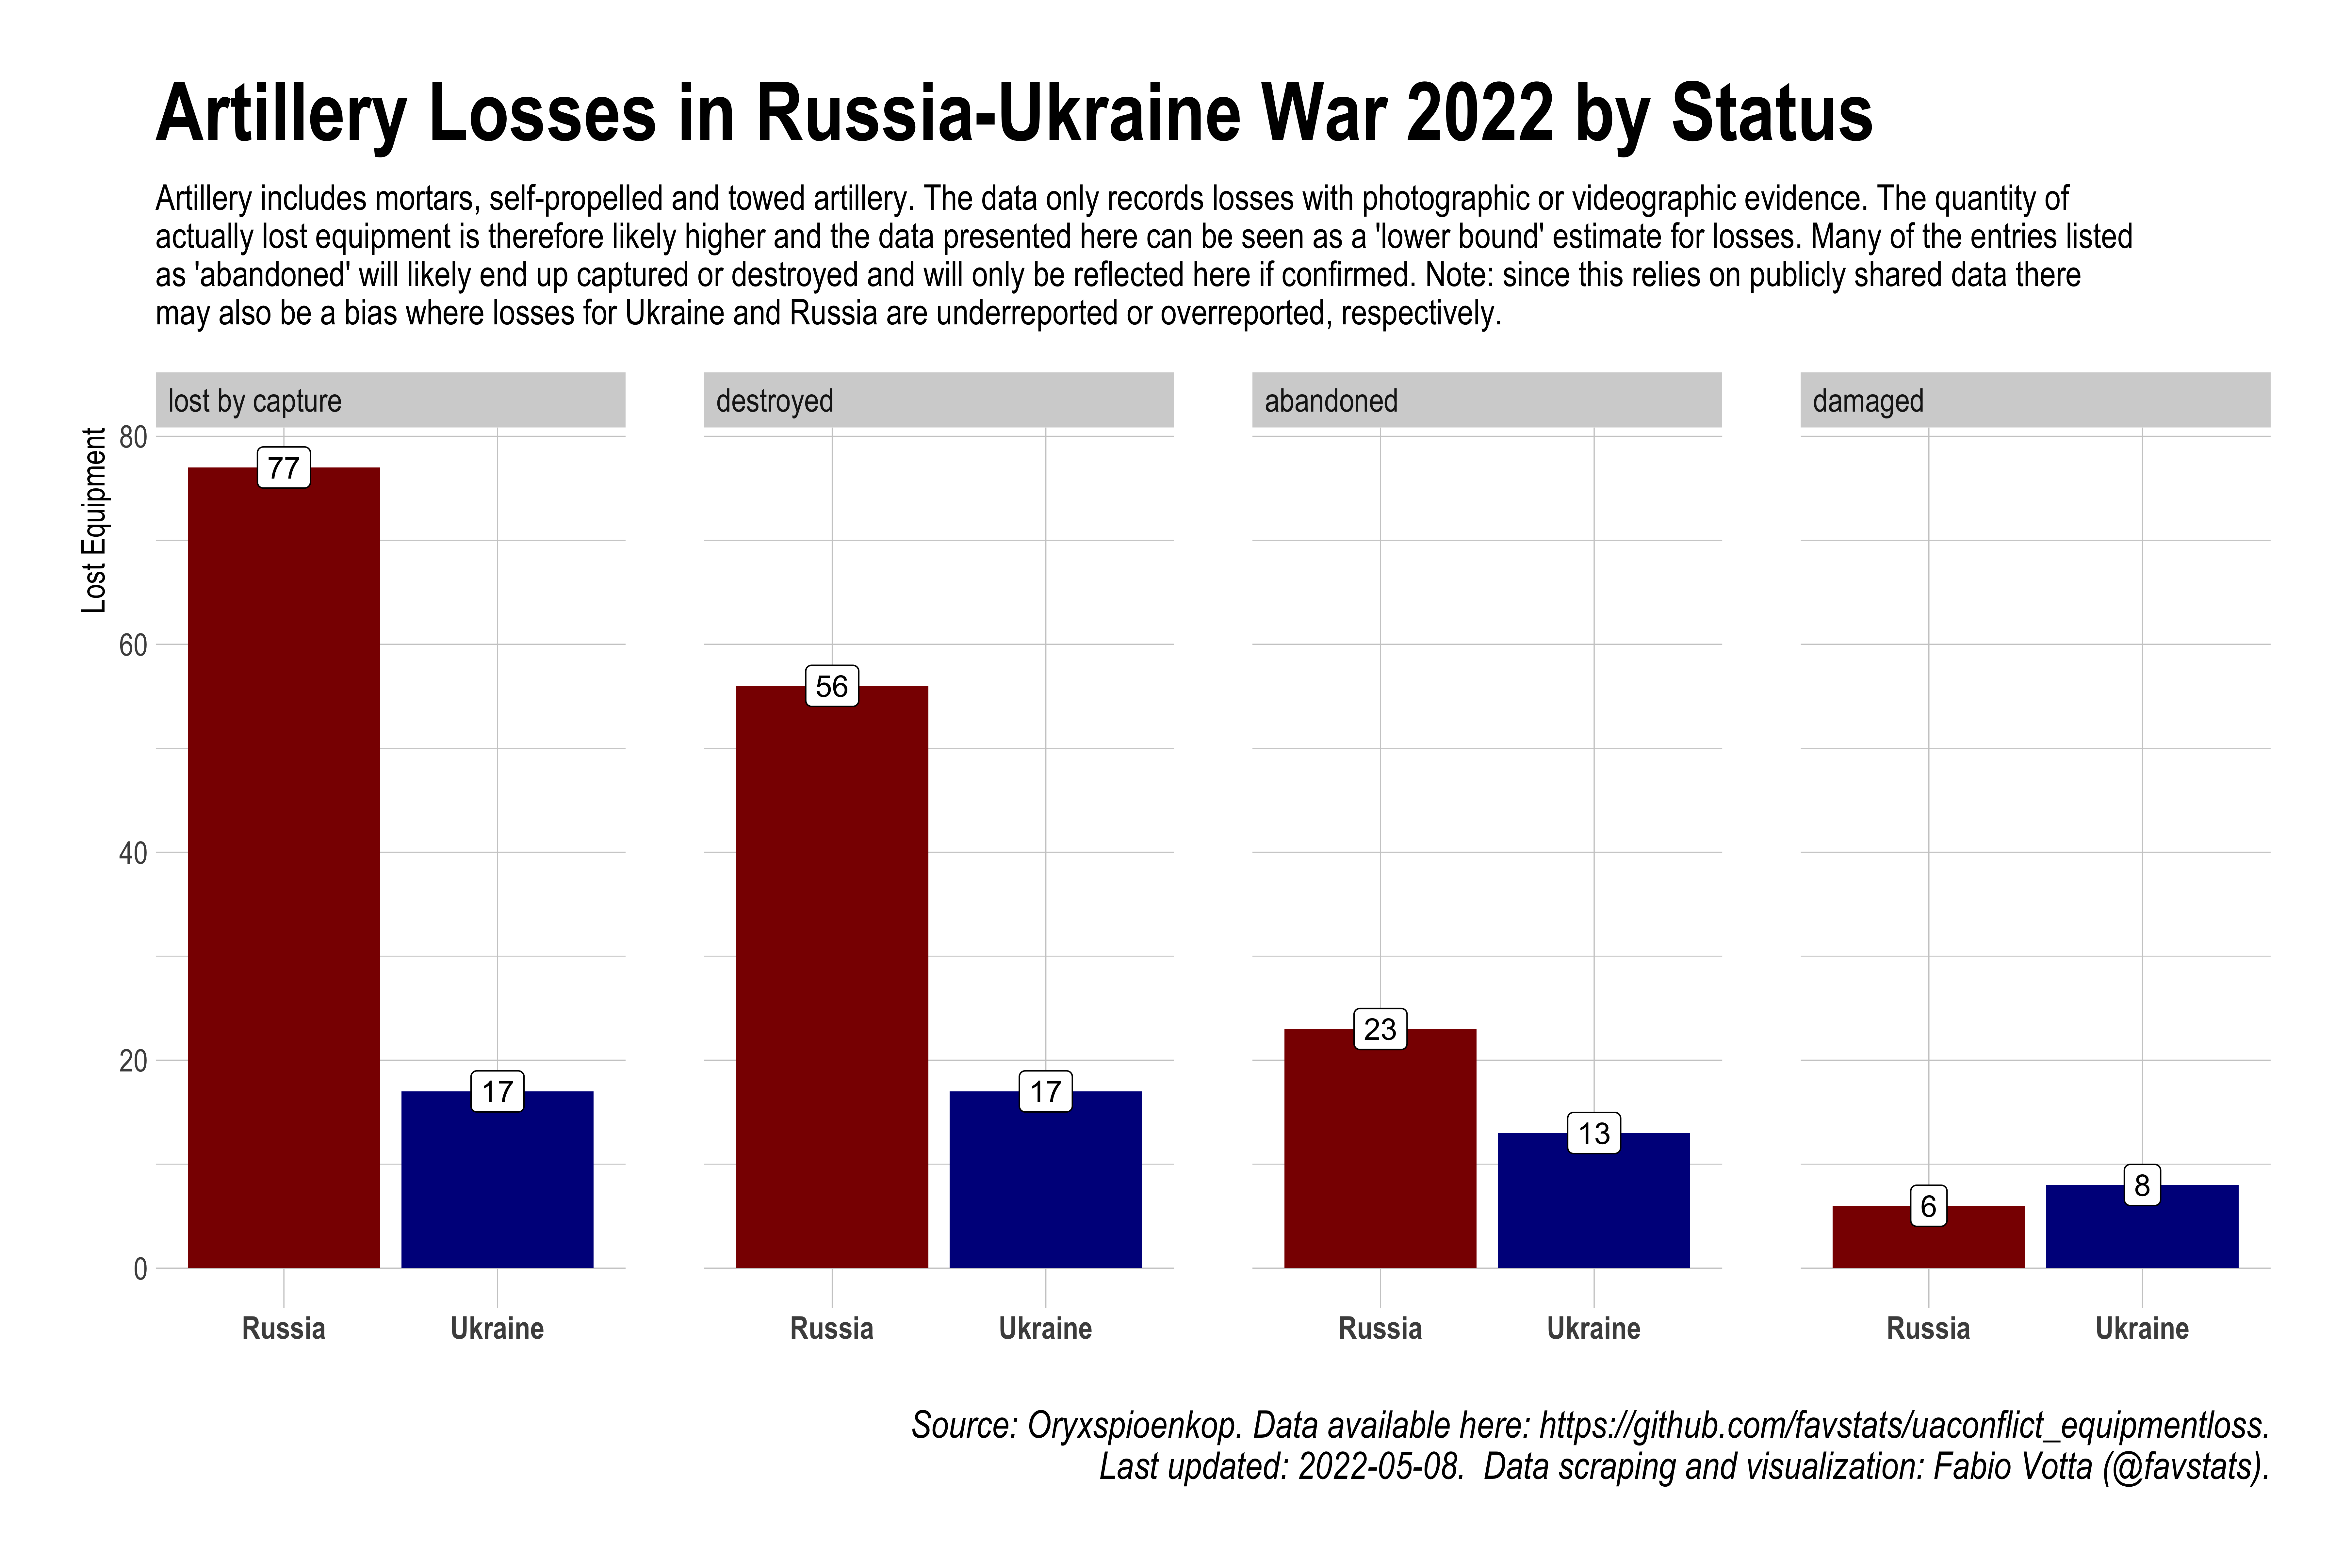 Artillery Losses in Russia-Ukraine War 2022 by Status
Artillery includes mortars, self-propelled and towed artillery. The data only records losses with photographic or videographic evidence. The quantity of
actually lost equipment is therefore likely higher and the data presented here can be seen as a 'lower bound' estimate for losses. Many of the entries listed
as 'abandoned' will likely end up captured or destroyed and will only be reflected here if confirmed. Note: since this relies on publicly shared data there
may also be a bias where losses for Ukraine and Russia are underreported or overreported, respectively.
lost by capture
destroyed
abandoned
damaged
Lost Equipment
80
60
40
20
0
77
17
56
17
23
13
6
8
Russia
Ukraine
Russia
Ukraine
Russia
Ukraine
Russia
Ukraine
Source: Oryxspioenkop. Data available here: https://github.com/favstats/uaconflict_equipmentloss.
Last updated: 2022-05-08.  Data scraping and visualization: Fabio Votta (@favstats).